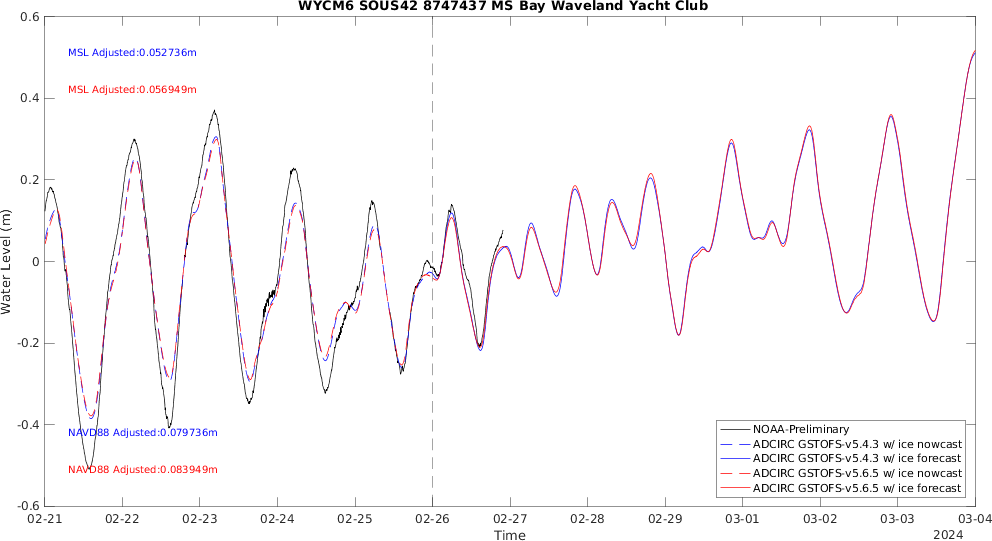 WYCM6 SOUS42 8747437 MS Bay Waveland Yacht Club
0.6
MSL Adjusted:0.052736m
MSL Adjusted:0.056949m
0.4
0.2
0
-0.2
-0.4
-0.6
Water Level (m)
NAVD88 Adjusted:0.079736m
NAVD88 Adjusted:0.083949m
NOAA-Preliminary
ADCIRC GSTOFS-v5.4.3 w/ ice nowcast
ADCIRC GSTOFS-v5.4.3 w/ ice forecast
ADCIRC GSTOFS-v5.6.5 w/ ice nowcast
ADCIRC GSTOFS-v5.6.5 w/ ice forecast
02-21 02-22 02-23 02-24 02-25 02-26 02-27 02-28 02-29 03-01 03-02 03-03 03-04
Time
2024